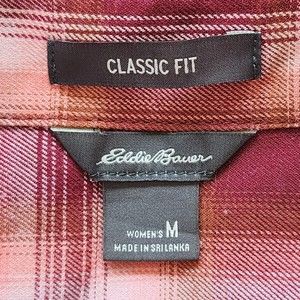 CLASSIC FIT
Eddie Bauer
WOMEN'S M
MADE IN SRI LANKA